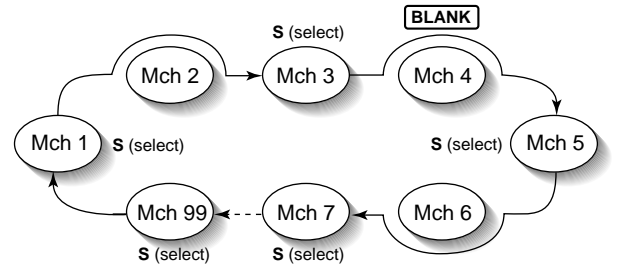 BLANK
S (select)
Mch 2
Mch 3
Mch 4
Mch 1
S (select)
S (select)
Mch 5
Mch 99
Mch 7
Mch 6
S (select)
S (select)